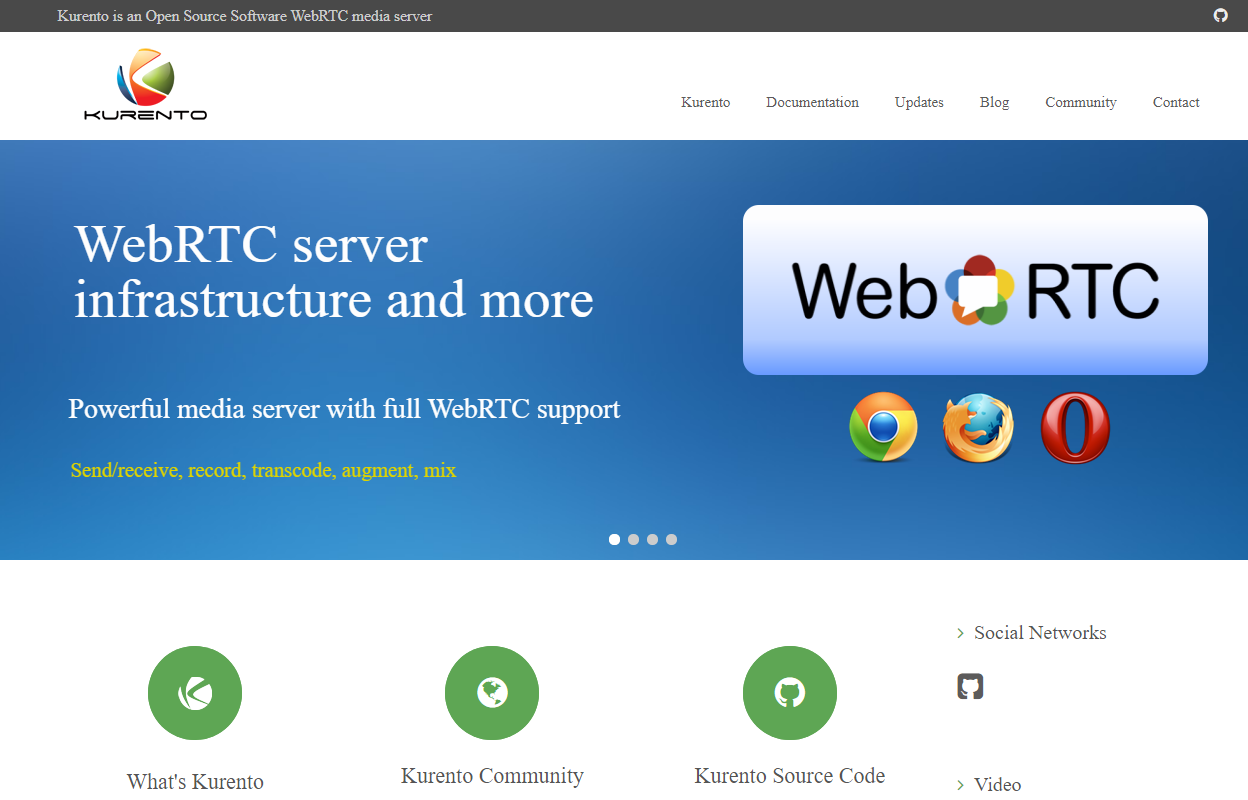 Kurento is an Open Source Software WebRTC media server
KURENTO
Kurento Documentation Updates Blog Community Contact
WebRTC server
infrastructure and more
Web RTC
Powerful media server with full WebRTC support
Send/receive, record, transcode, augment, mix
Social Networks
What's Kurento
Kurento Community
Kurento Source Code
Video